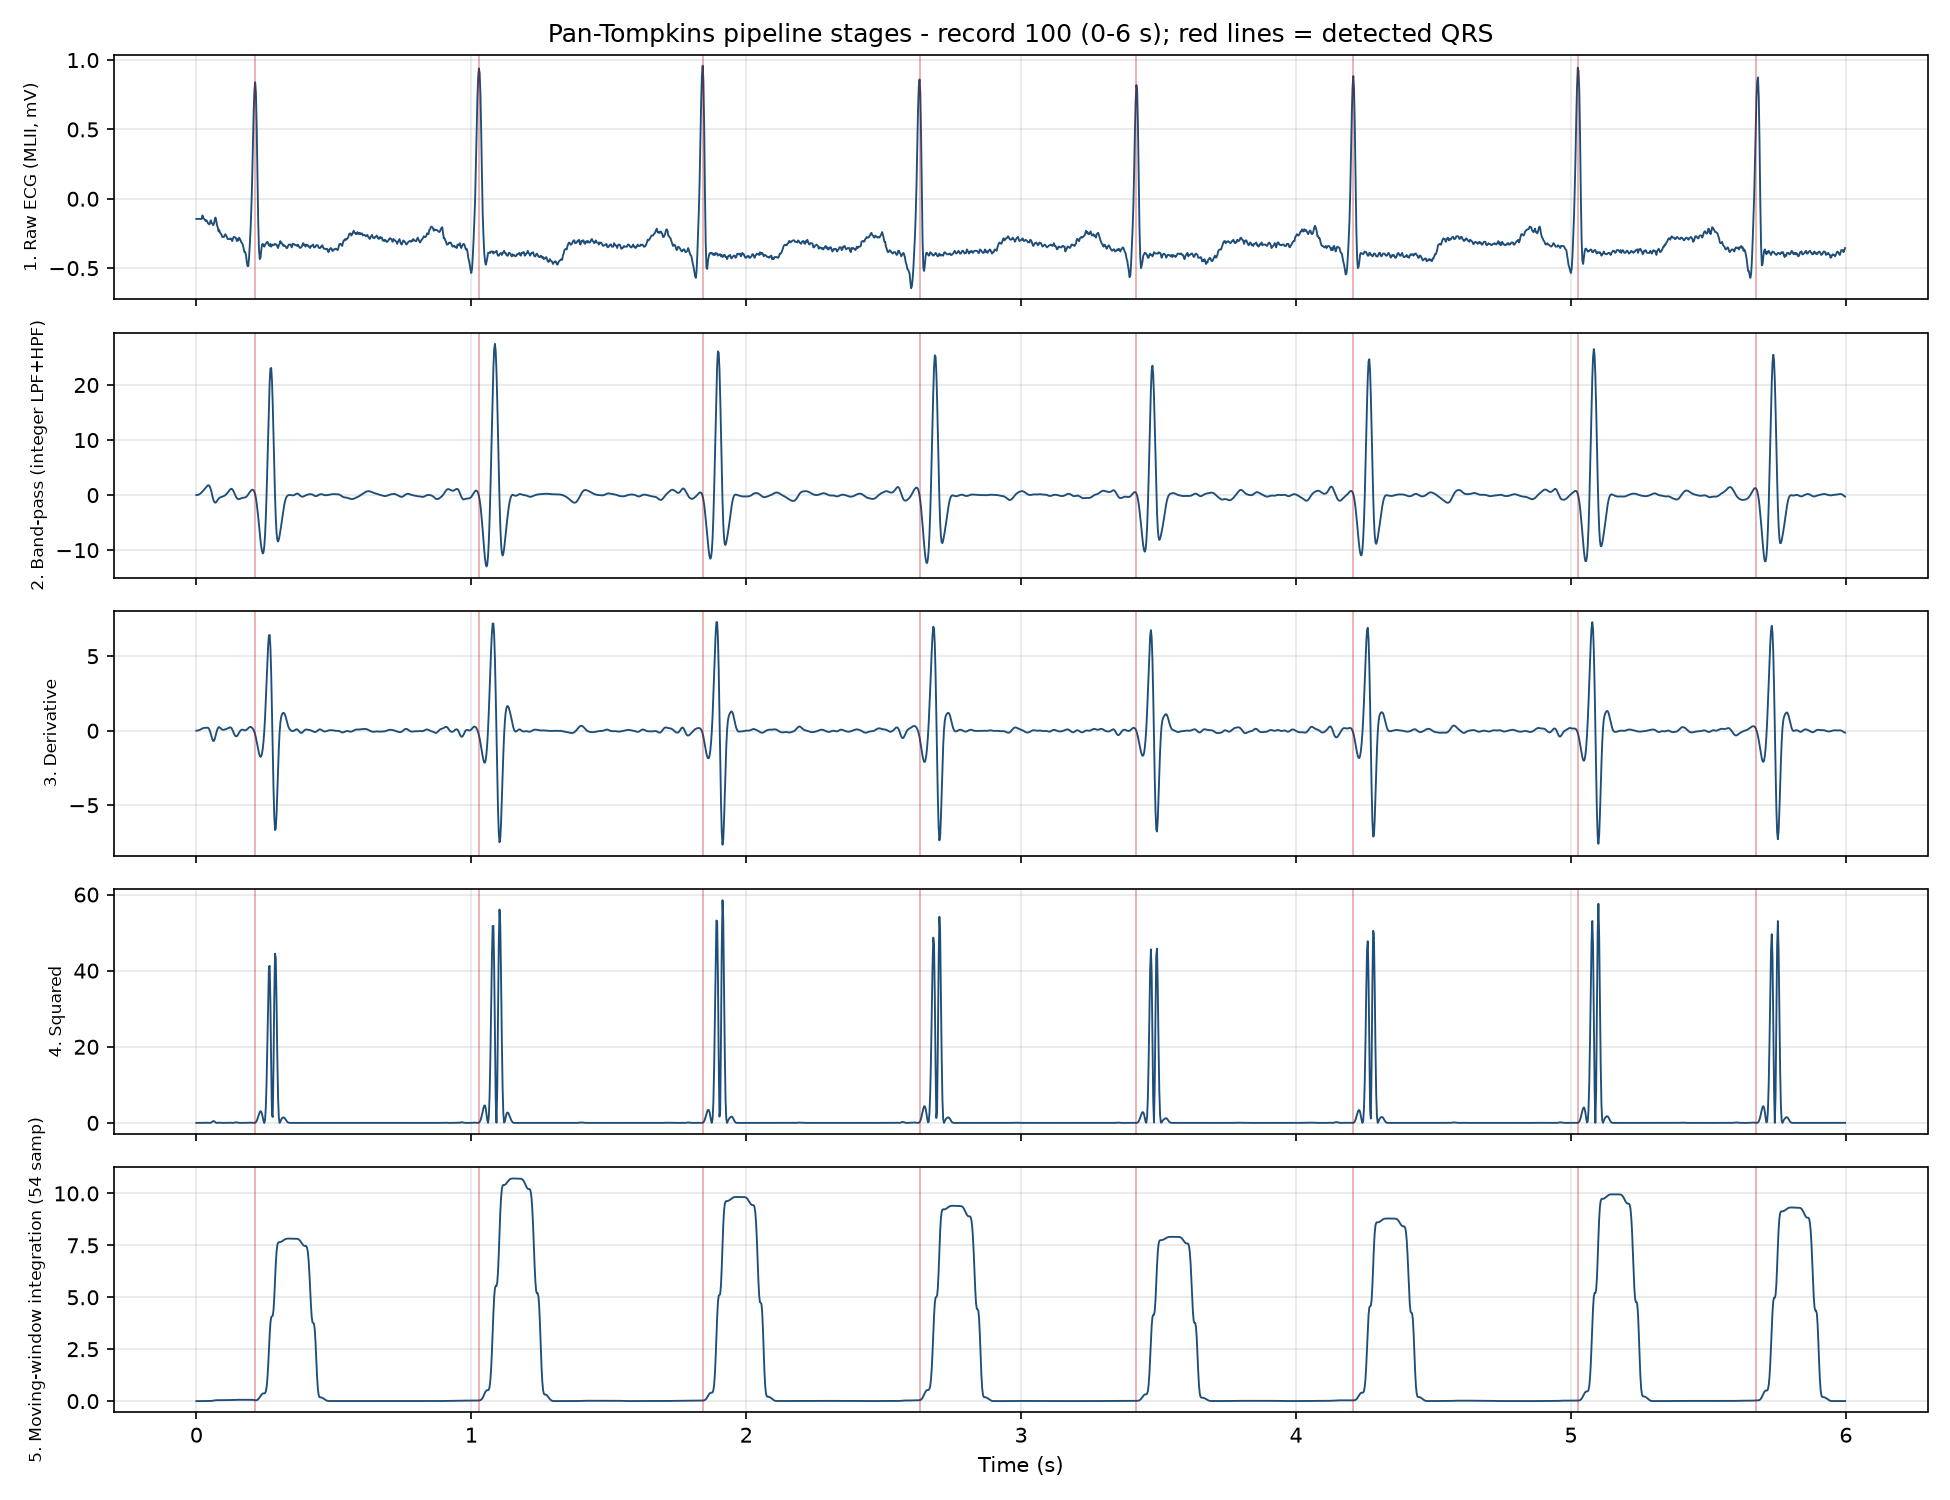 Pan-Tompkins pipeline stages - record 100 (0-6 s); red lines = detected QRS
1. Raw ECG (MLII, mV)
1.0
0.5
0.0
−0.5
2. Band-pass (integer LPF+HPF)
20
10
0
−10
3. Derivative
5
0
−5
4. Squared
60
40
20
0
5. Moving-window integration (54 samp)
10.0
7.5
5.0
2.5
0.0
0 1 2 3 4 5 6
Time (s)